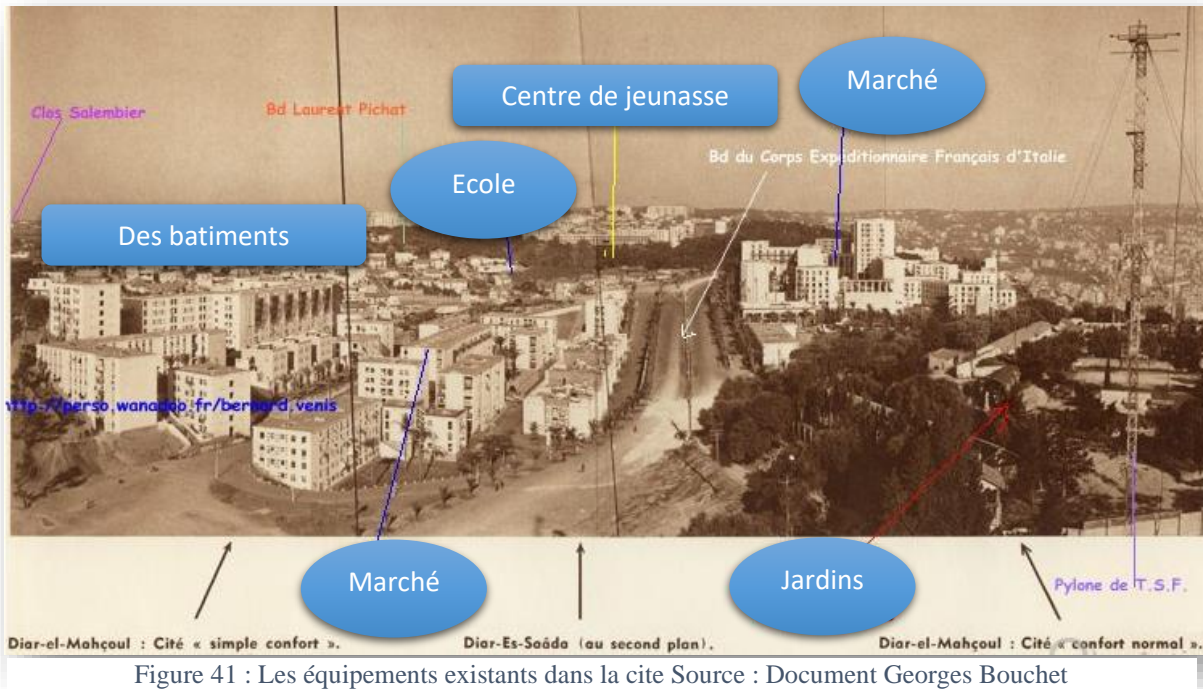 Centre de jeunasse
Marché
Clos Salembier
Bd Laurent Pichat
Bd du Corps Expéditionnaire Français d'Italie
Ecole
Des batiments
http://perso.wanadoo.fr/bernard.venis
Marché
Jardins
Pylone de T.S.F.
Diar-el-Mahçoul : Cité « simple confort ».
Diar-Es-Saâda (au second plan).
Diar-el-Mahçoul : Cité « confort normal ».
Figure 41 : Les équipements existants dans la cite Source : Document Georges Bouchet